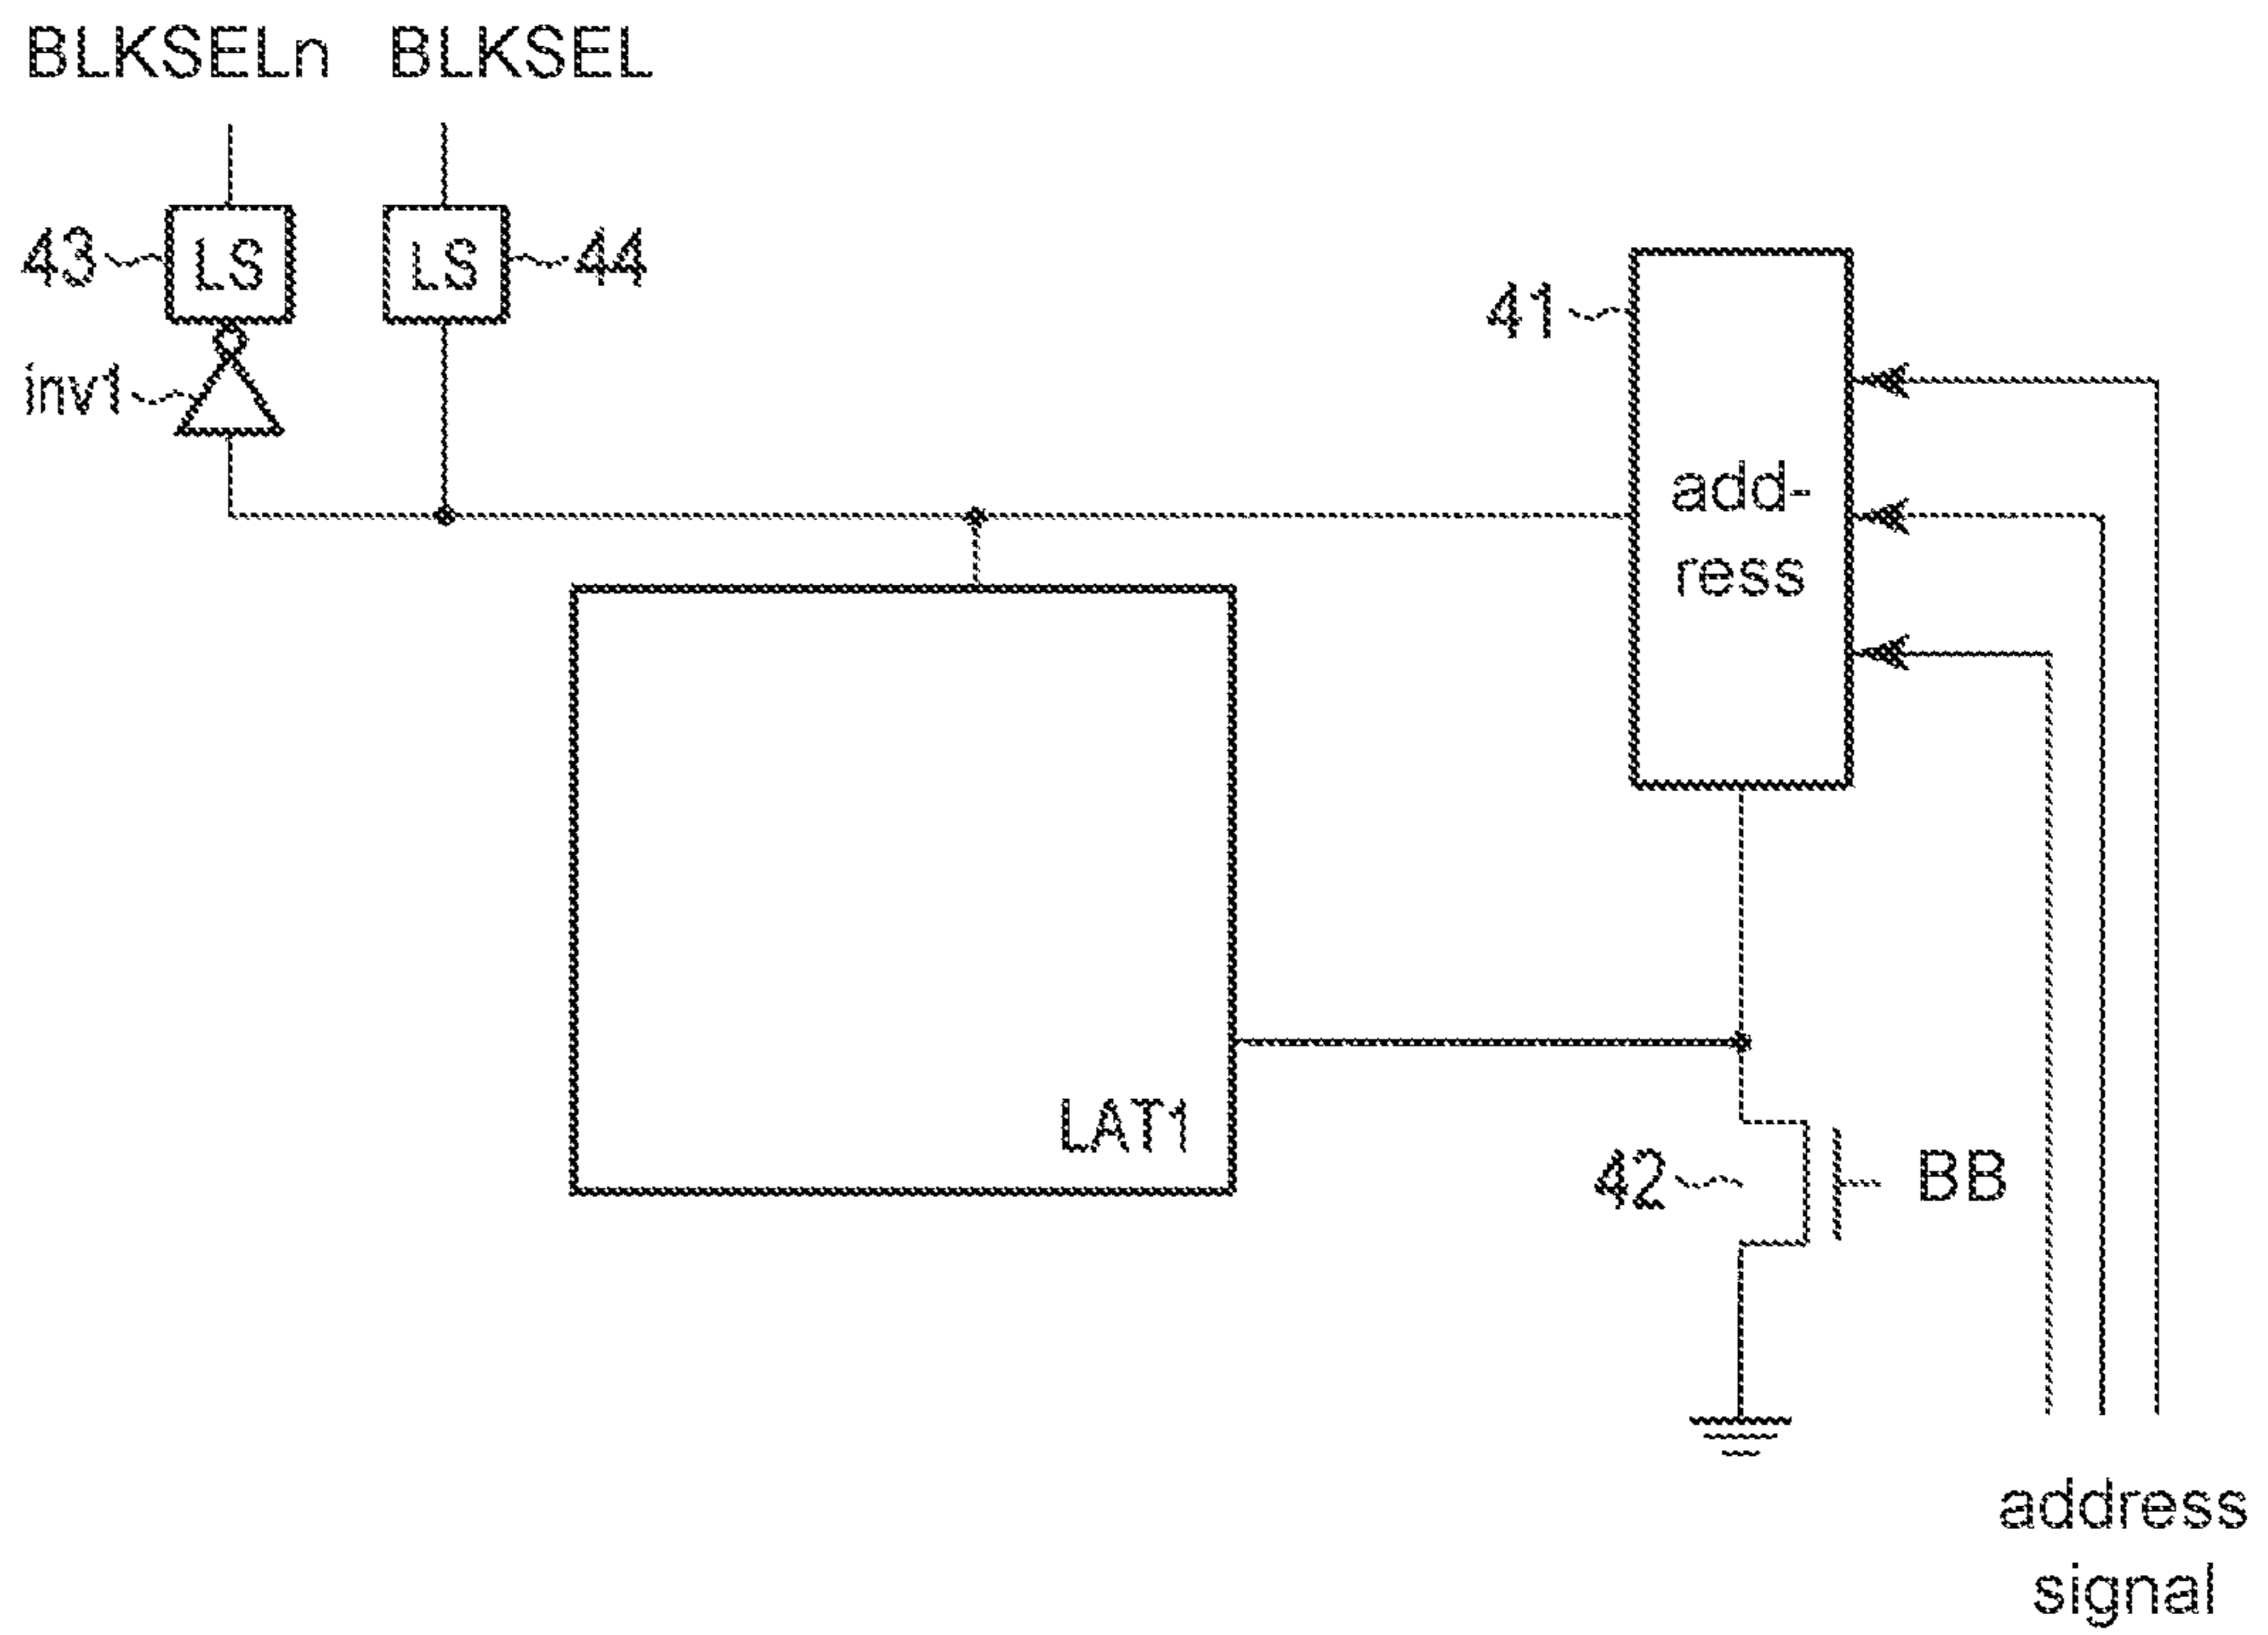 BLKSELn BLKSEL
43 LS LS 44
41
inv1
add-
ress
LAT1
42 BB
address
signal